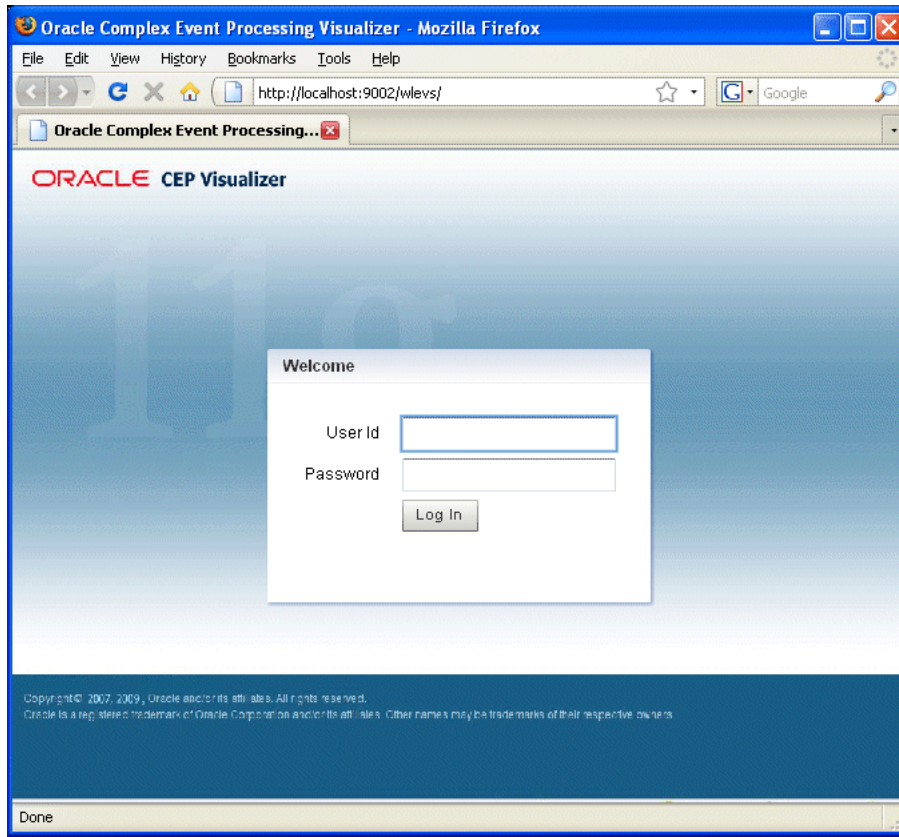 Oracle Complex Event Processing Visualizer - Mozilla Firefox
File Edit View History Bookmarks Tools Help
http://localhost:9002/wlevs/
G Google
Oracle Complex Event Processing...
ORACLE CEP Visualizer
11g
Welcome
User Id
Password
Log In
Copyright© 2007, 2009 , Oracle and/or its affiliates. All rights reserved.
Oracle is a registered trademark of Oracle Corporation and/or its affiliates. Other names may be trademarks of their respective owners.
Done